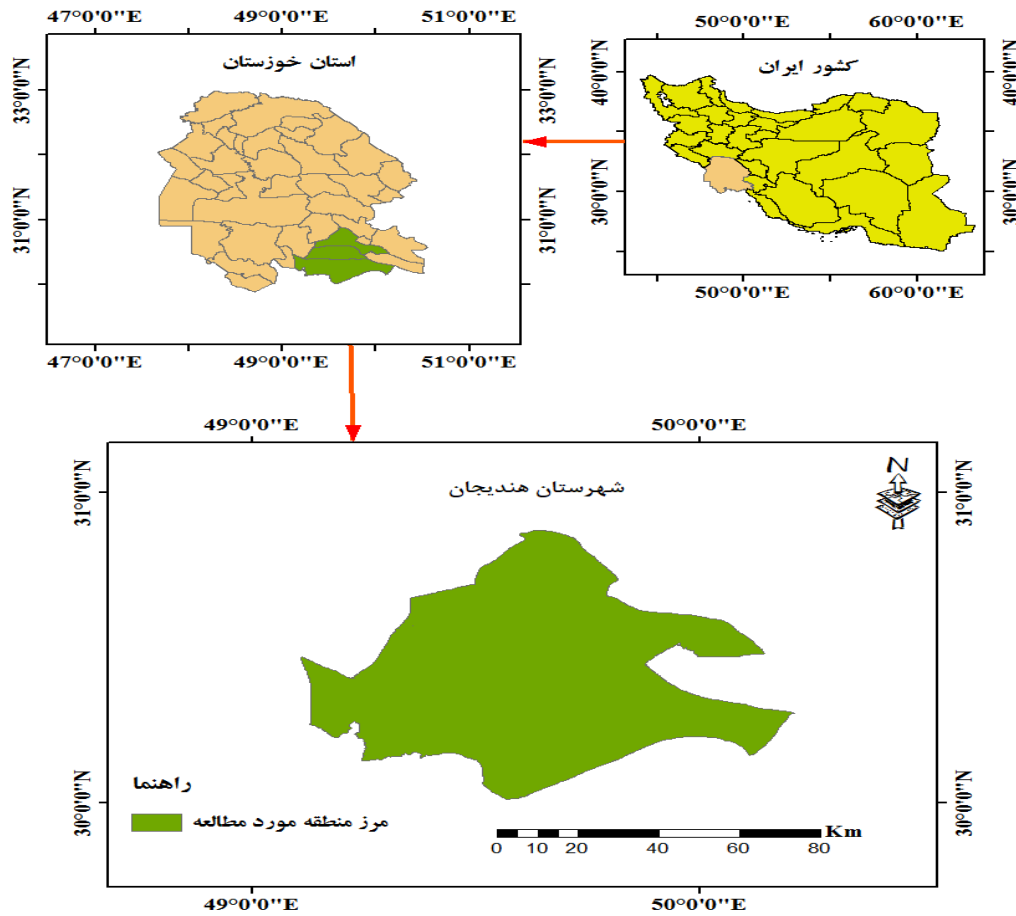 47°0'0"E 49°0'0"E 51°0'0"E
استان خوزستان
33°0'0"N 33°0'0"N
31°0'0"N 31°0'0"N
47°0'0"E 49°0'0"E 51°0'0"E
50°0'0"E 60°0'0"E
کشور ایران
40°0'0"N 40°0'0"N
30°0'0"N 30°0'0"N
50°0'0"E 60°0'0"E
49°0'0"E 50°0'0"E
شهرستان هندیجان
N
31°0'0"N 31°0'0"N
30°0'0"N 30°0'0"N
راهنما
مرز منطقه مورد مطالعه
Km
0 10 20 40 60 80
49°0'0"E 50°0'0"E